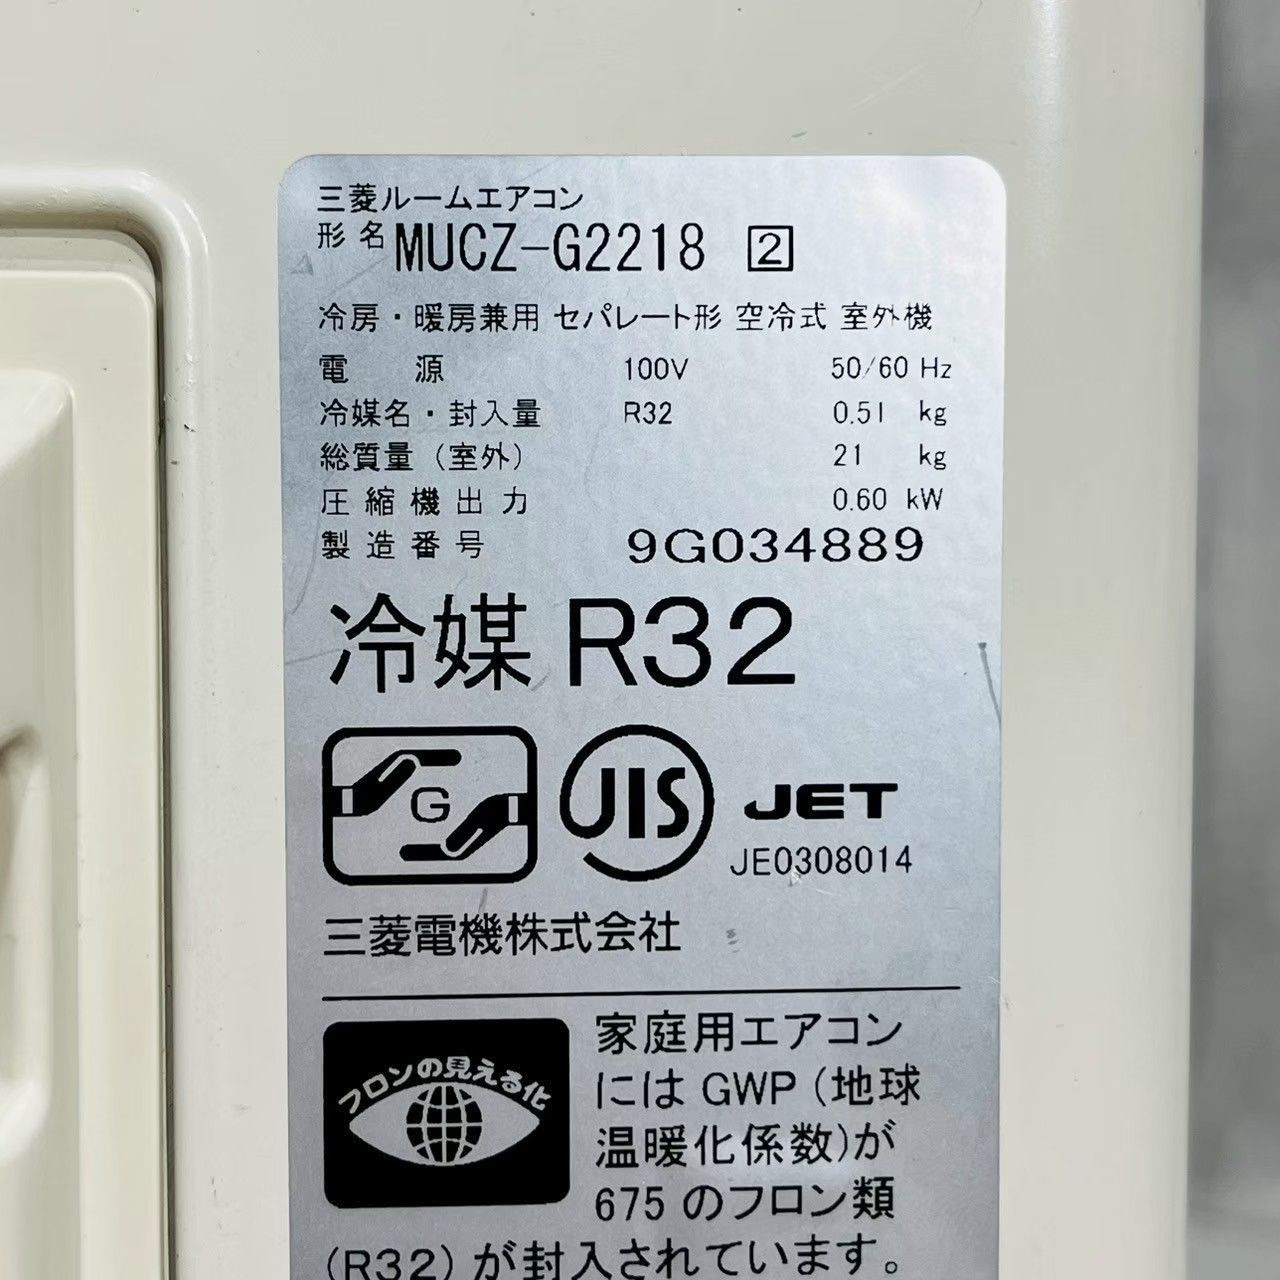 三菱ルームエアコン
形名 MUCZ-G2218 2
冷房・暖房兼用 セパレート形 空冷式 室外機
電源 100V 50/60 Hz
冷媒名・封入量 R32 0.51 kg
総質量(室外) 21 kg
圧縮機出力 0.60 kW
製造番号 9G034889
冷媒 R32
G
JIS
JET
JE0308014
三菱電機株式会社
フロンの見える化
家庭用エアコン
には GWP (地球
温暖化係数)が
675 のフロン類
(R32) が封入されています。